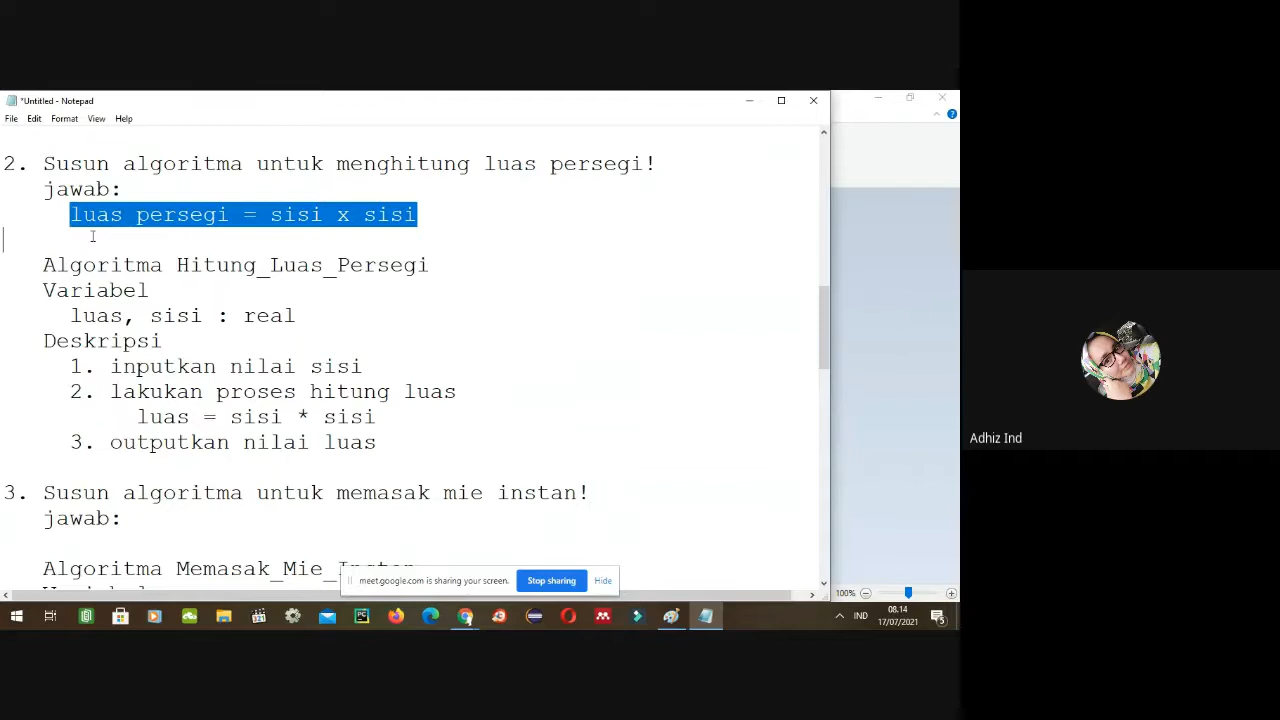 *Untitled - Notepad
File Edit Format View Help
2. Susun algoritma untuk menghitung luas persegi!
jawab:
luas persegi = sisi x sisi
Algoritma Hitung_Luas_Persegi
Variabel
luas, sisi : real
Deskripsi
1. inputkan nilai sisi
2. lakukan proses hitung luas
luas = sisi * sisi
3. outputkan nilai luas
3. Susun algoritma untuk memasak mie instan!
jawab:
Algoritma Memasak_Mie_Instan
meet.google.com is sharing your screen.
Stop sharing
Hide
100%
IND
08.14
17/07/2021
5
Adhiz Ind